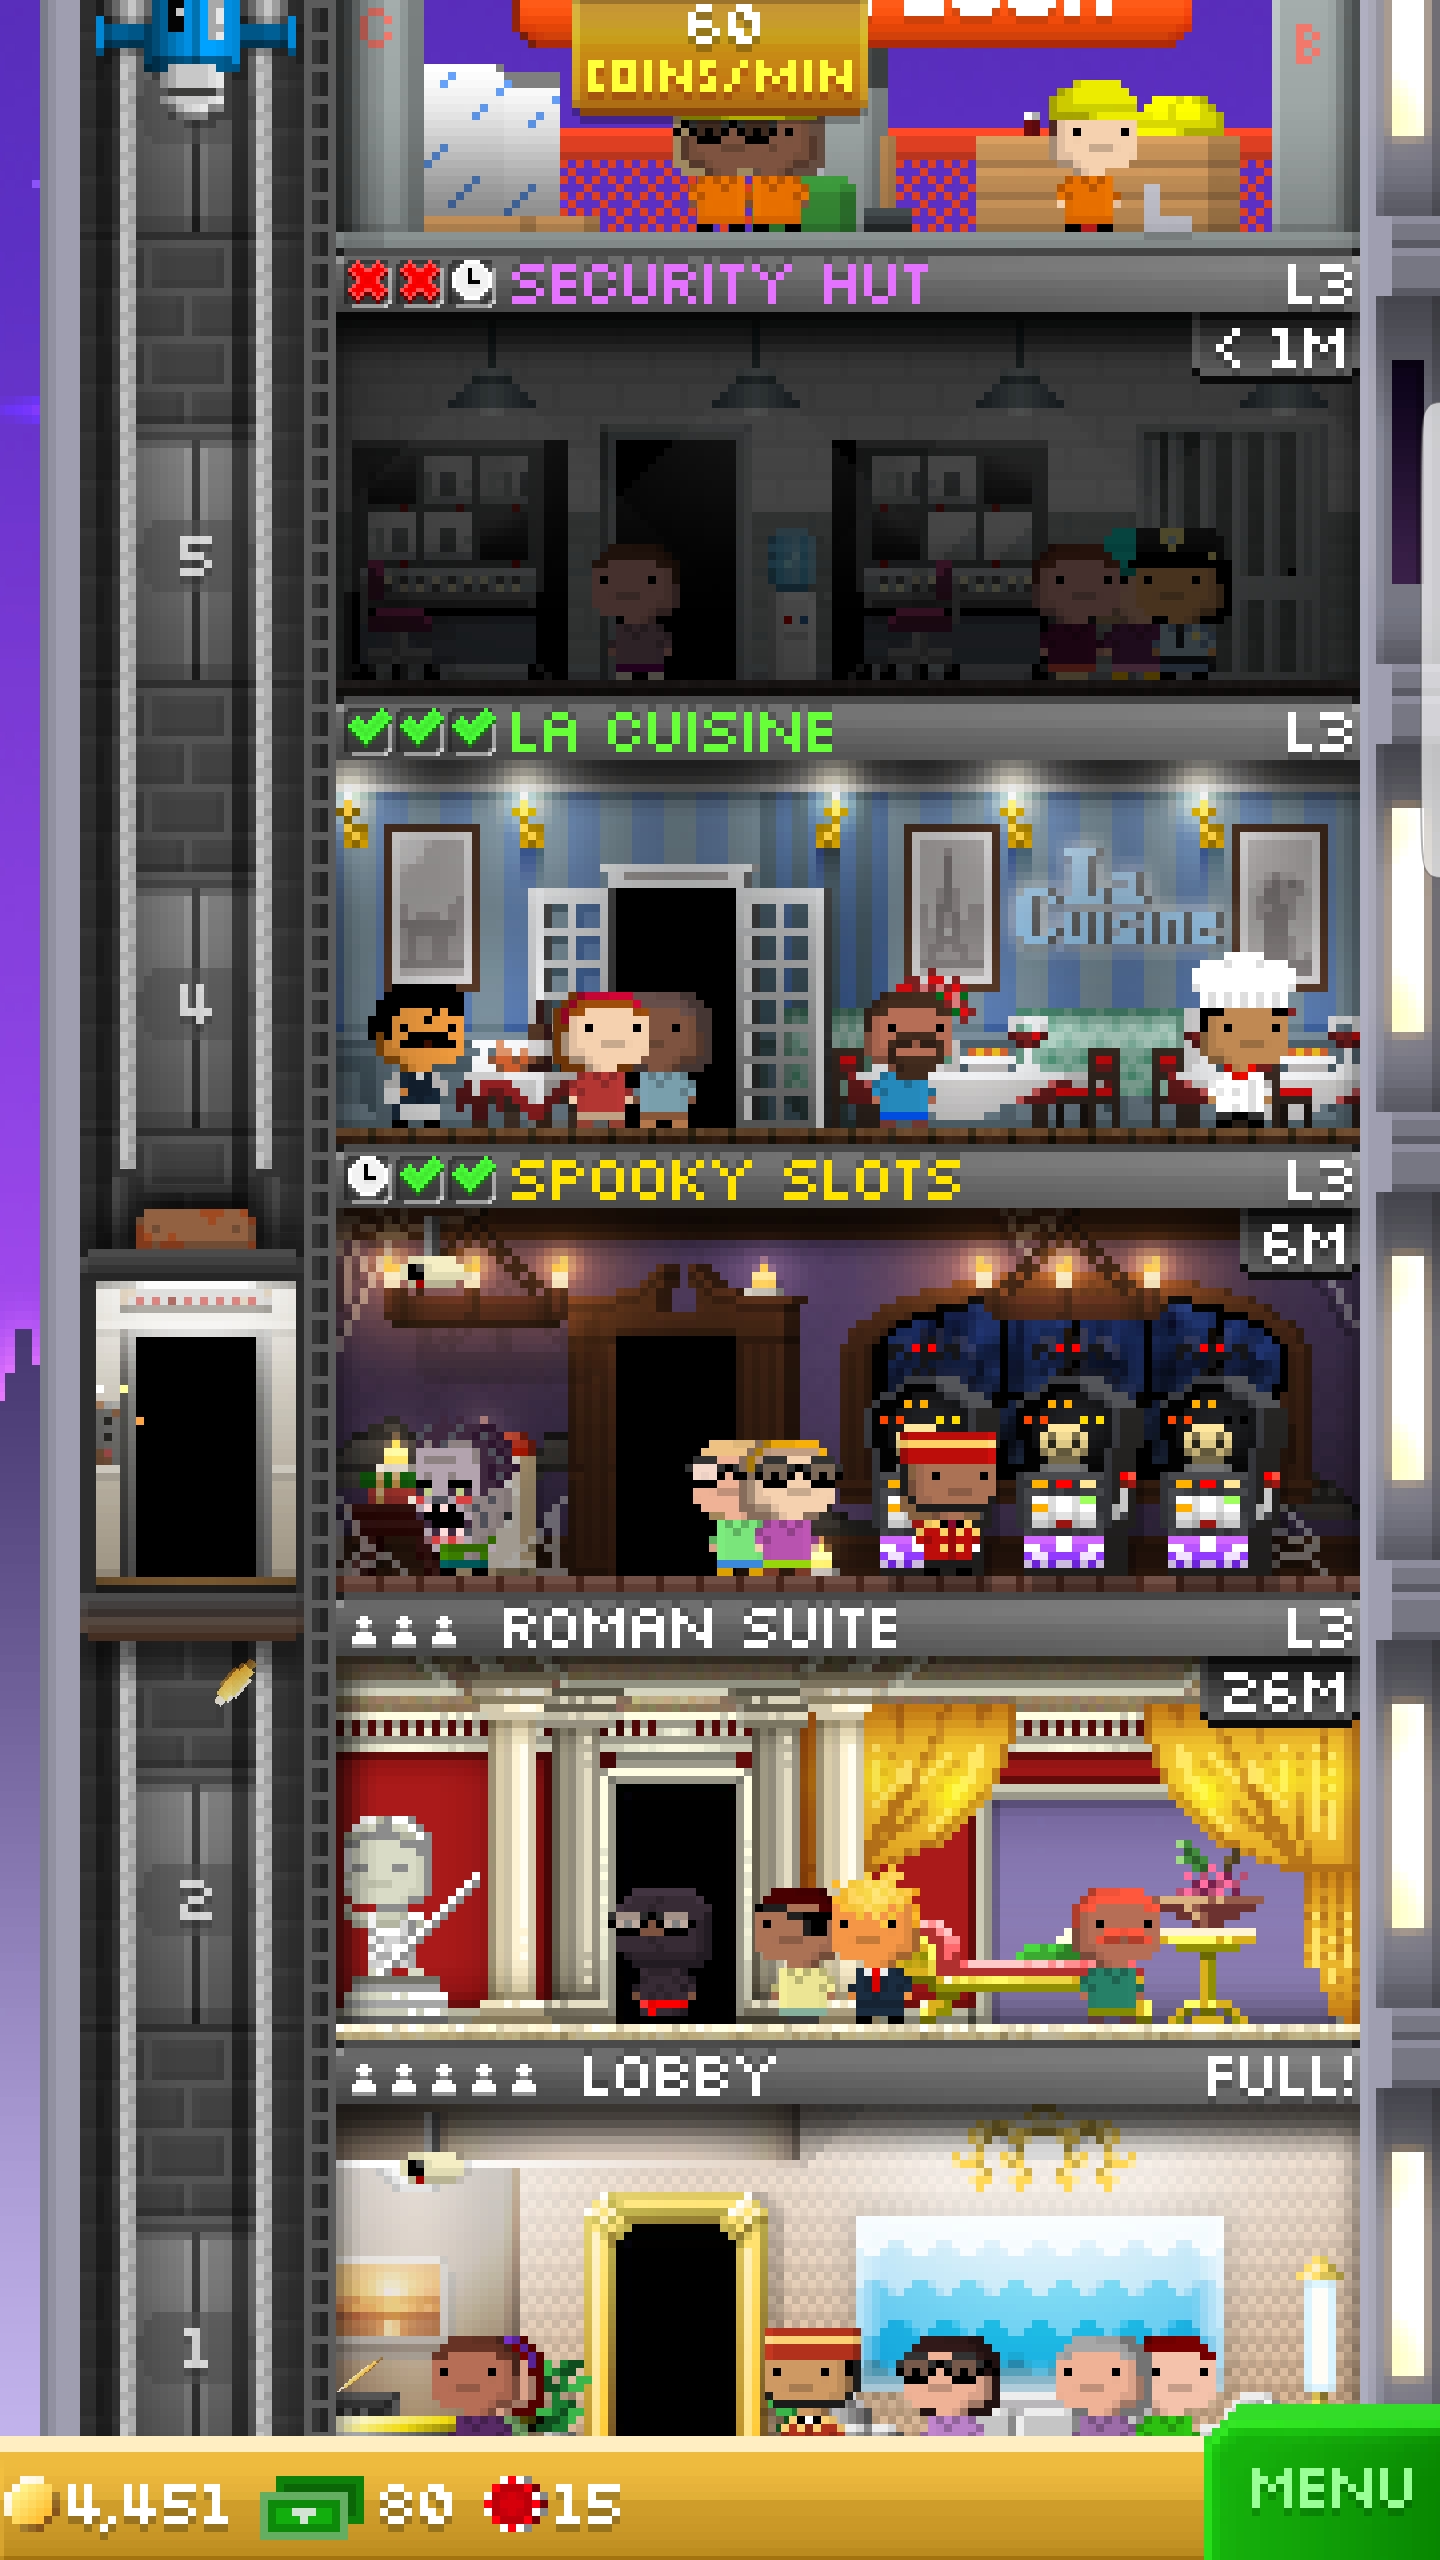 C
B
60
COINS/MIN
SECURITY HUT
L3
< 1M
5
LA CUISINE
L3
La
Cuisine
4
SPOOKY SLOTS
L3
6M
ROMAN SUITE
L3
26M
2
LOBBY
FULL!
1
4,451
80
15
MENU